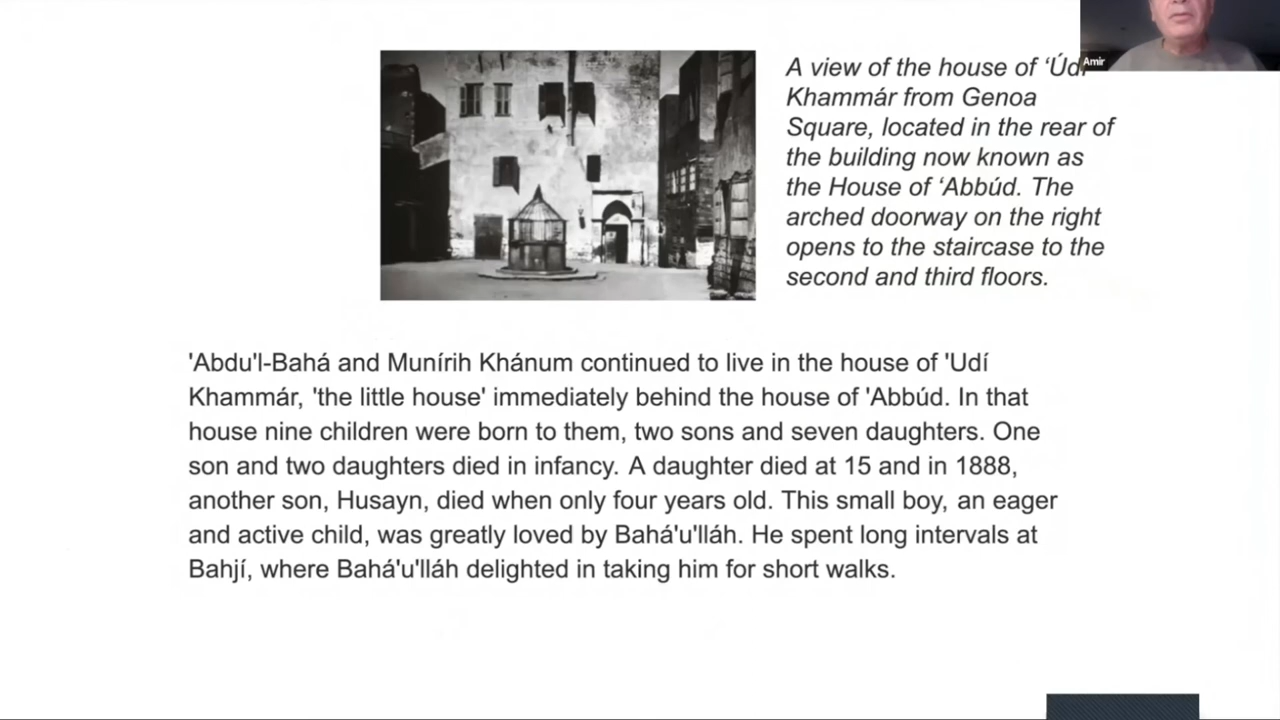 Amir
A view of the house of ‘Údí
Khammár from Genoa
Square, located in the rear of
the building now known as
the House of ‘Abbúd. The
arched doorway on the right
opens to the staircase to the
second and third floors.
'Abdu'l-Bahá and Munírih Khánum continued to live in the house of 'Udí
Khammár, 'the little house' immediately behind the house of 'Abbúd. In that
house nine children were born to them, two sons and seven daughters. One
son and two daughters died in infancy. A daughter died at 15 and in 1888,
another son, Husayn, died when only four years old. This small boy, an eager
and active child, was greatly loved by Bahá'u'lláh. He spent long intervals at
Bahjí, where Bahá'u'lláh delighted in taking him for short walks.